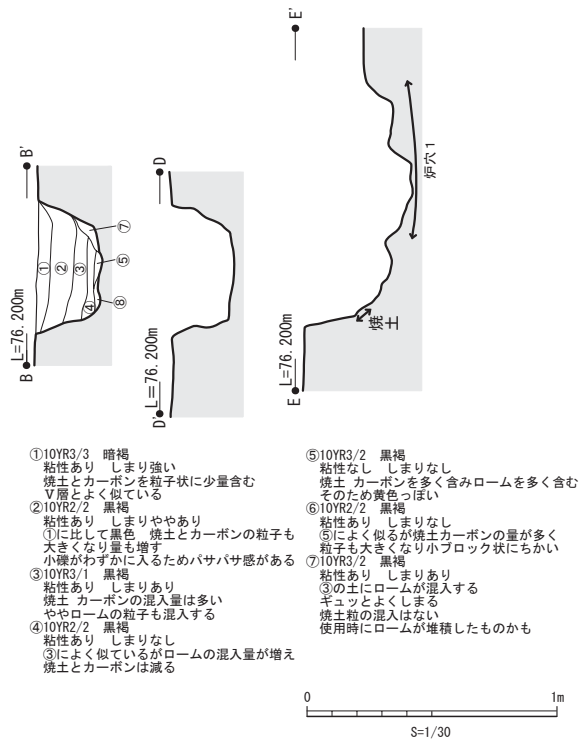 B
L=76.200m
B'
①
②
③
④
⑦
⑤
⑧
D'
L=76.200m
D
E
L=76.200m
E'
焼土
炉穴1
①10YR3/3 暗褐
粘性あり しまり強い
焼土とカーボンを粒子状に少量含む
Ⅴ層とよく似ている
②10YR2/2 黒褐
粘性あり しまりややあり
①に比して黒色 焼土とカーボンの粒子も
大きくなり量も増す
小礫がわずかに入るためパサパサ感がある
③10YR3/1 黒褐
粘性あり しまりあり
焼土 カーボンの混入量は多い
ややロームの粒子も混入する
④10YR2/2 黒褐
粘性あり しまりなし
③によく似ているがロームの混入量が増え
焼土とカーボンは減る
⑤10YR3/2 黒褐
粘性なし しまりなし
焼土 カーボンを多く含みロームを多く含む
そのため黄色っぽい
⑥10YR2/2 黒褐
粘性あり しまりなし
⑤によく似るが焼土カーボンの量が多く
粒子も大きくなり小ブロック状にちかい
⑦10YR3/2 黒褐
粘性あり しまりあり
③の土にロームが混入する
ギュッとよくしまる
焼土粒の混入はない
使用時にロームが堆積したものかも
0 1m
S=1/30